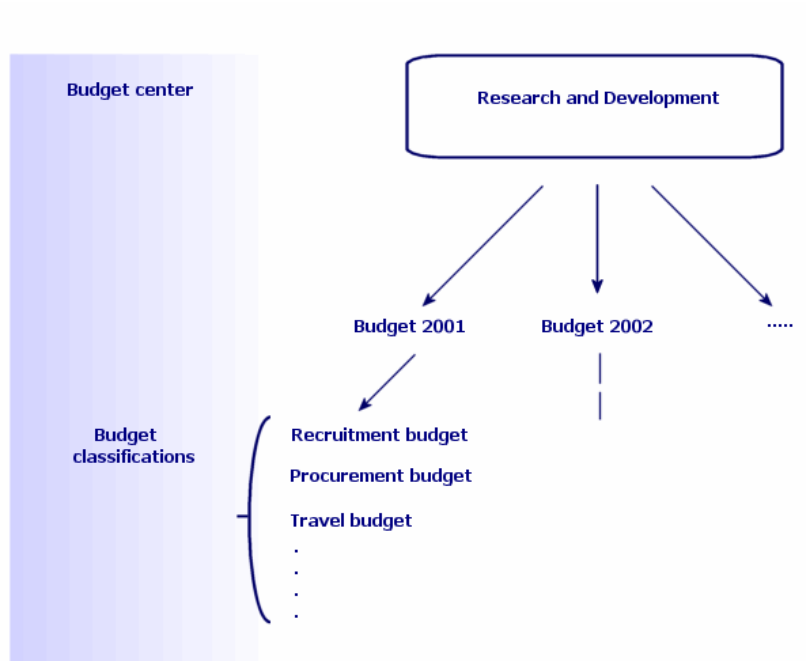 Budget center
Research and Development
Budget 2001
Budget 2002
.....
Budget
classifications
Recruitment budget
Procurement budget
Travel budget
.
.
.
.